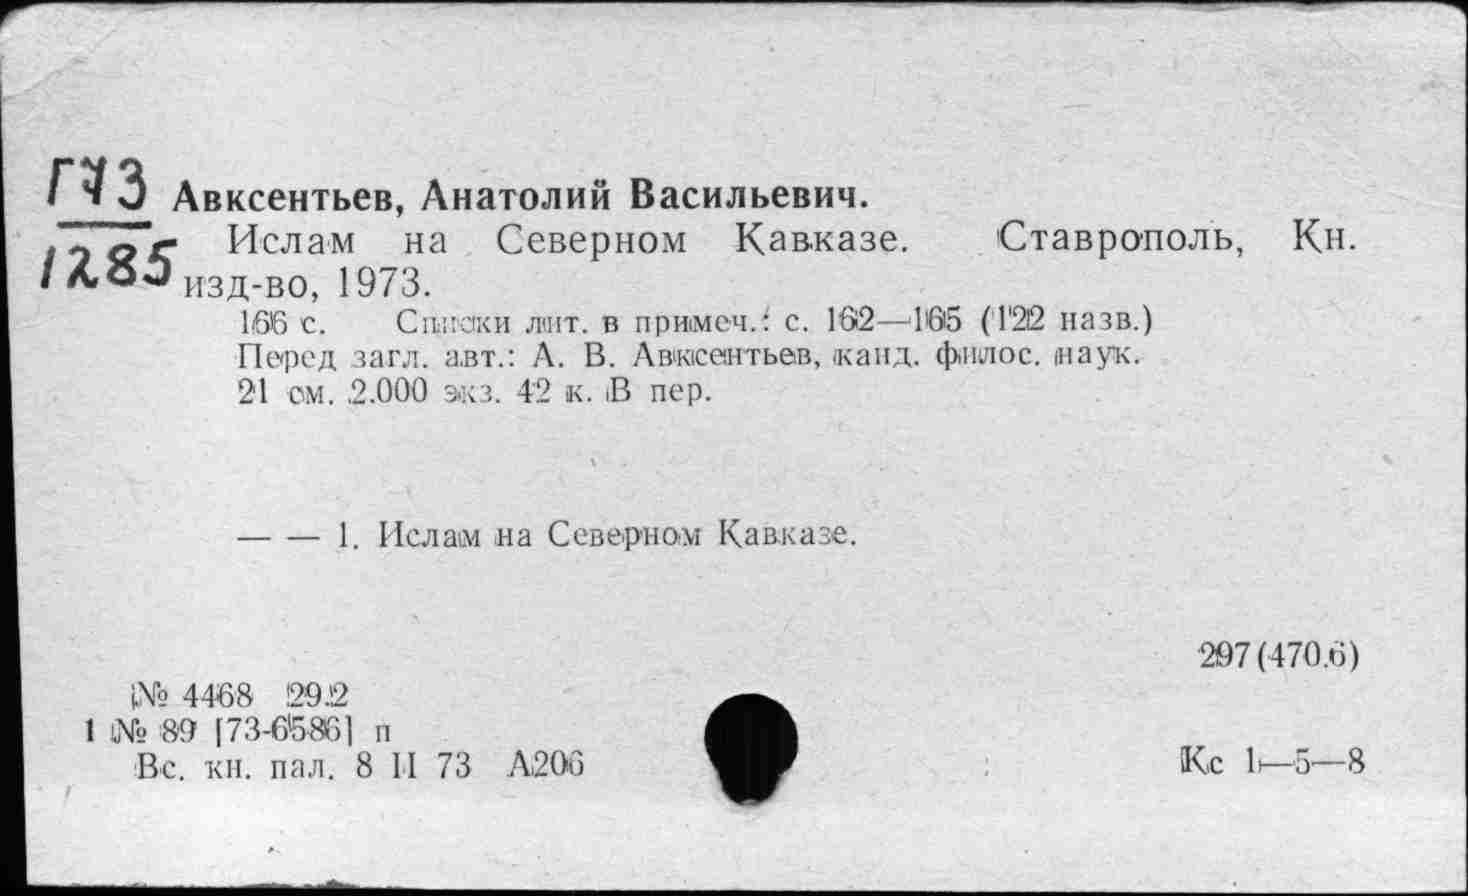 Г73
1285
Авксентьев, Анатолий Васильевич.
Ислам на Северном Кавказе. Ставрополь, Кн.
изд-во, 1973.
166 с. Списки лит. в примеч.: с. 162—165 (122 назв.)
Перед загл. авт.: А. В. Авксентьев, канд. филос. наук.
21 см. 2.000 экз. 42 к. В пер.
— — 1. Ислам на Северном Кавказе.
297(470.6)
№ 4468 29.2
1 № 89 [73-6586] п
Вс. кн. пал. 8 II 73 А206
Кс 1—5—8